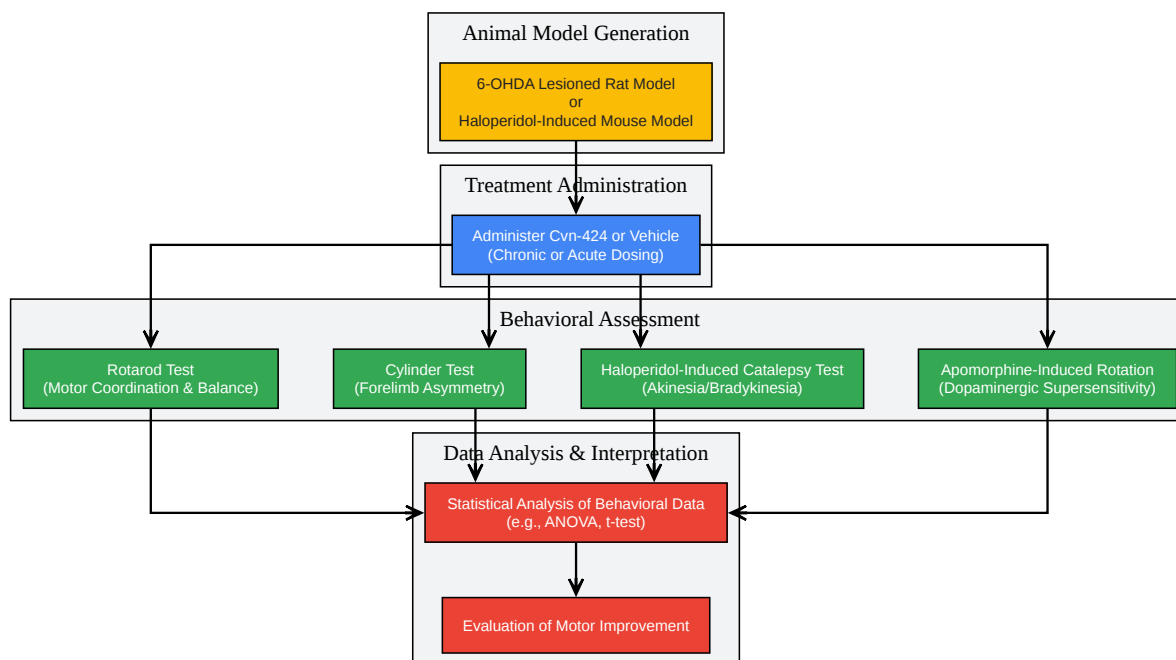 Animal Model Generation
6-OHDA Lesioned Rat Model
or
Haloperidol-Induced Mouse Model
Treatment Administration
Administer Cvn-424 or Vehicle
(Chronic or Acute Dosing)
Behavioral Assessment
Rotarod Test
(Motor Coordination & Balance)
Cylinder Test
(Forelimb Asymmetry)
Haloperidol-Induced Catalepsy Test
(Akinesia/Bradykinesia)
Apomorphine-Induced Rotation
(Dopaminergic Supersensitivity)
Data Analysis & Interpretation
Statistical Analysis of Behavioral Data
(e.g., ANOVA, t-test)
Evaluation of Motor Improvement